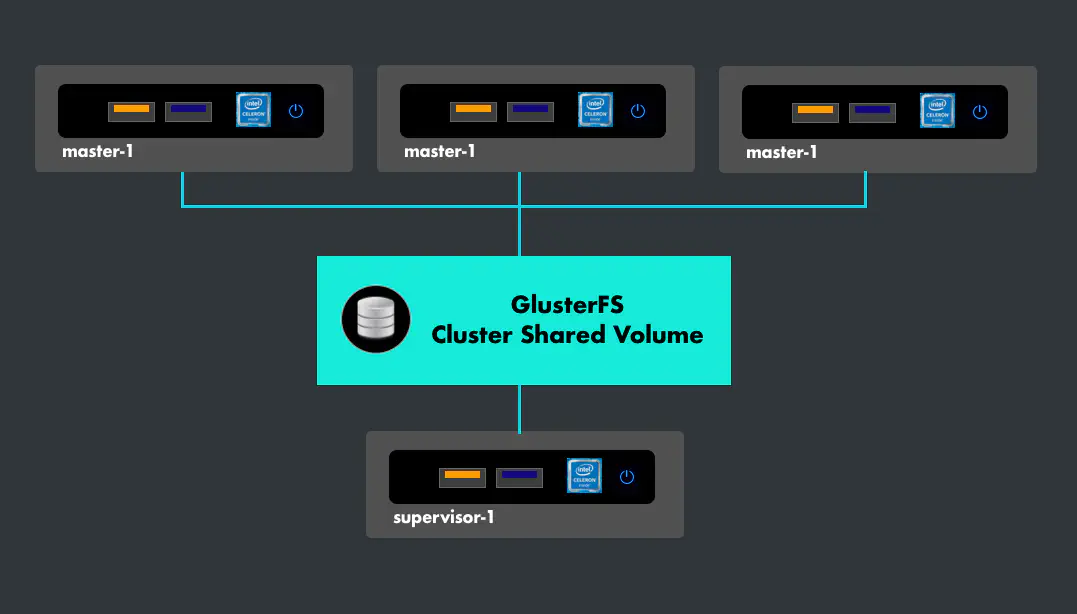 intel
CELERON
inside
intel
CELERON
inside
intel
CELERON
inside
master-1
master-1
master-1
GlusterFS
Cluster Shared Volume
intel
CELERON
inside
supervisor-1